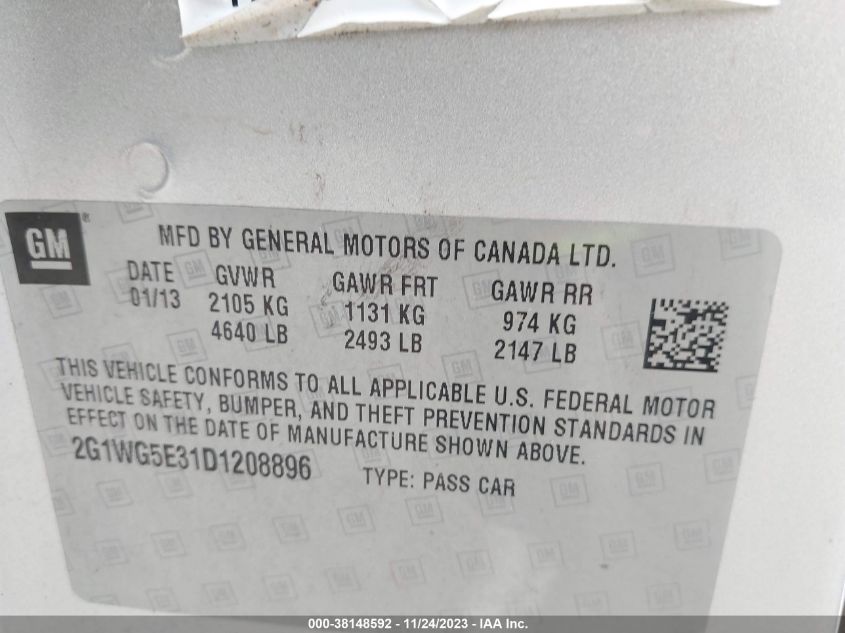 GM
MFD BY GENERAL MOTORS OF CANADA LTD.
DATE GVWR GAWR FRT GAWR RR
01/13 2105 KG 1131 KG 974 KG
4640 LB 2493 LB 2147 LB
THIS VEHICLE CONFORMS TO ALL APPLICABLE U.S. FEDERAL MOTOR
VEHICLE SAFETY, BUMPER, AND THEFT PREVENTION STANDARDS IN
EFFECT ON THE DATE OF MANUFACTURE SHOWN ABOVE.
2G1WG5E31D1208896 TYPE: PASS CAR
000-38148592 - 11/24/2023 - IAA Inc.